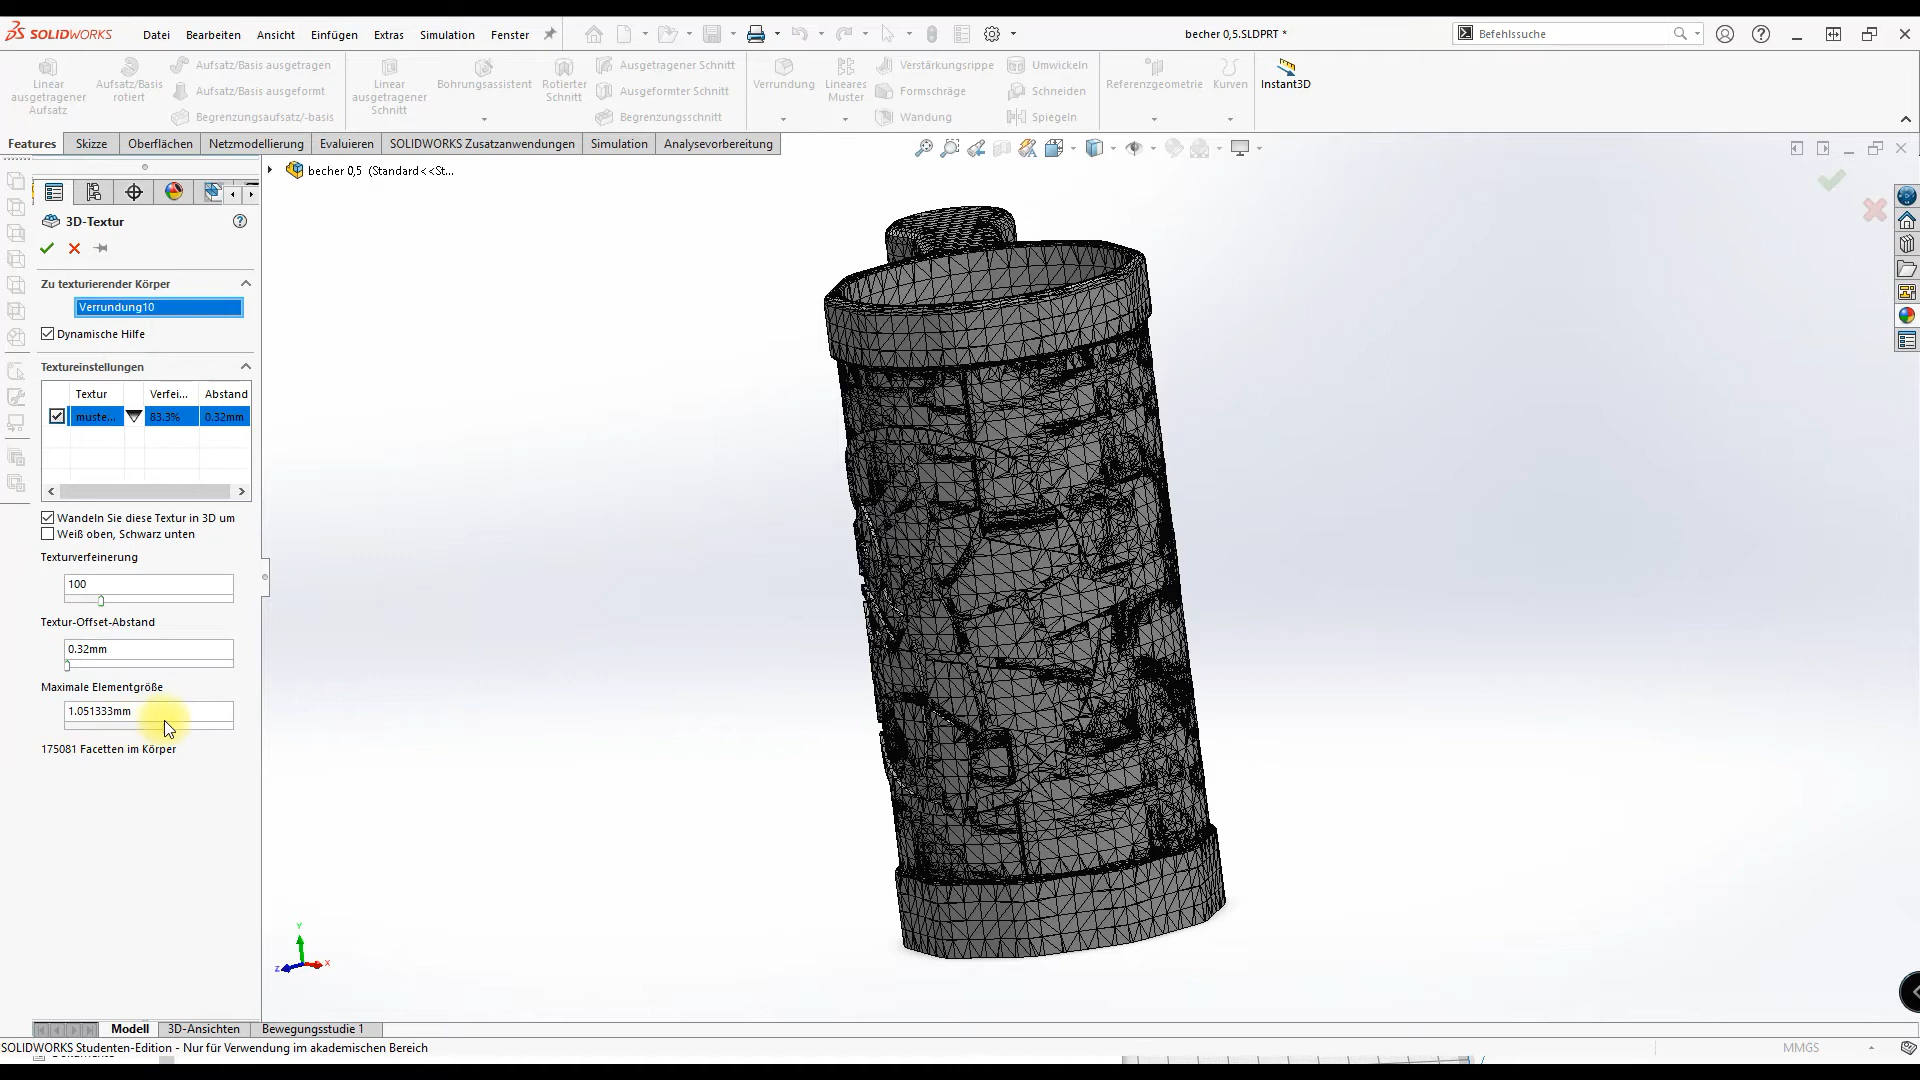 SOLIDWORKS Datei Bearbeiten Ansicht Einfügen Extras Simulation Fenster becher 0,5.SLDPRT * Befehlssuche
Linear ausgetragener Aufsatz
Aufsatz/Basis rotiert
Aufsatz/Basis ausgetragen
Aufsatz/Basis ausgeformt
Begrenzungsaufsatz/-basis
Linear ausgetragener Schnitt
Bohrungsassistent
Rotierter Schnitt
Ausgetragener Schnitt
Ausgeformter Schnitt
Begrenzungsschnitt
Verrundung
Lineares Muster
Verstärkungsrippe
Formschräge
Wandung
Umwickeln
Schneiden
Spiegeln
Referenzgeometrie
Kurven
Instant3D
Features Skizze Oberflächen Netzmodellierung Evaluieren SOLIDWORKS Zusatzanwendungen Simulation Analysevorbereitung
becher 0,5 (Standard<<St...
3D-Textur
Zu texturierender Körper
Verrundung10
Dynamische Hilfe
Textureinstellungen
Textur Verfei... Abstand
muste... 83.3% 0.32mm
Wandeln Sie diese Textur in 3D um
Weiß oben, Schwarz unten
Texturverfeinerung
100
Textur-Offset-Abstand
0.32mm
Maximale Elementgröße
1.051333mm
175081 Facetten im Körper
Y
Z X
Modell 3D-Ansichten Bewegungsstudie 1
SOLIDWORKS Studenten-Edition - Nur für Verwendung im akademischen Bereich MMGS